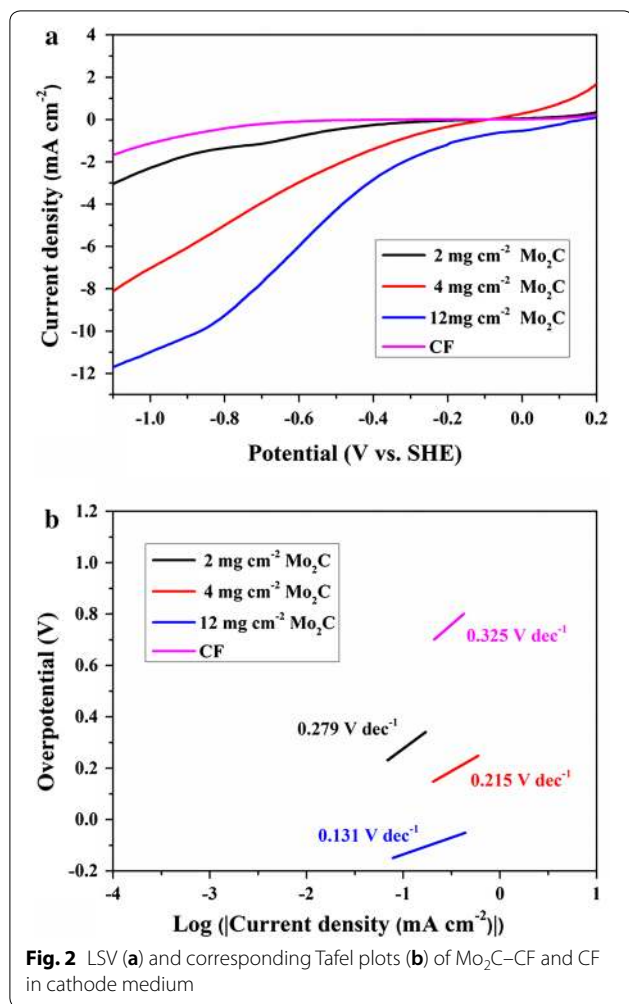 a
4
2
0
-2
-4
-6
-8
-10
-12
Current density (mA cm⁻²)
2 mg cm⁻² Mo₂C
4 mg cm⁻² Mo₂C
12mg cm⁻² Mo₂C
CF
-1.0 -0.8 -0.6 -0.4 -0.2 0.0 0.2
Potential (V vs. SHE)
b
1.2
1.0
0.8
0.6
0.4
0.2
0.0
-0.2
Overpotential (V)
2 mg cm⁻² Mo₂C
4 mg cm⁻² Mo₂C
12 mg cm⁻² Mo₂C
CF
0.325 V dec⁻¹
0.279 V dec⁻¹
0.215 V dec⁻¹
0.131 V dec⁻¹
-4 -3 -2 -1 0 1
Log (|Current density (mA cm⁻²)|)
Fig. 2 LSV (a) and corresponding Tafel plots (b) of Mo₂C–CF and CF
in cathode medium